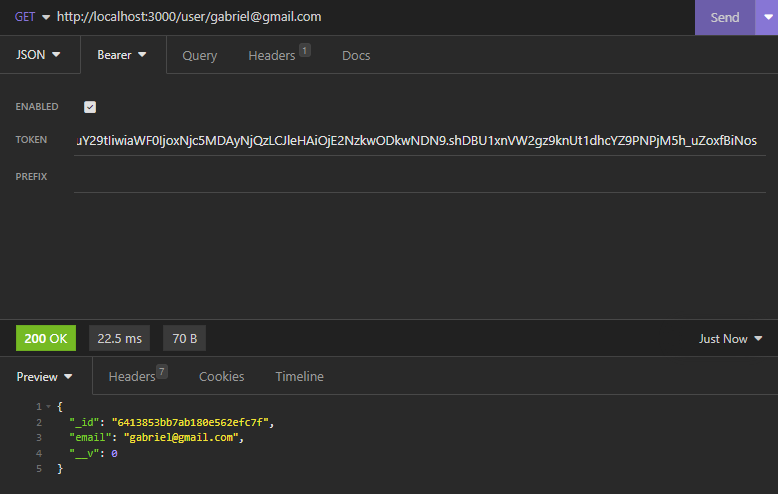 GET http://localhost:3000/user/gabriel@gmail.com Send
JSON Bearer Query Headers 1 Docs
ENABLED
TOKEN uY29tIiwiaWF0IjoxNjc5MDAyNjQzLCJleHAiOjE2NzkwODkwNDN9.shDBU1xnVW2gz9knUt1dhcYZ9PNPjM5h_uZoxfBiNos
PREFIX
200 OK 22.5 ms 70 B Just Now
Preview Headers 7 Cookies Timeline
1 {
2 "_id": "6413853bb7ab180e562efc7f",
3 "email": "gabriel@gmail.com",
4 "__v": 0
5 }